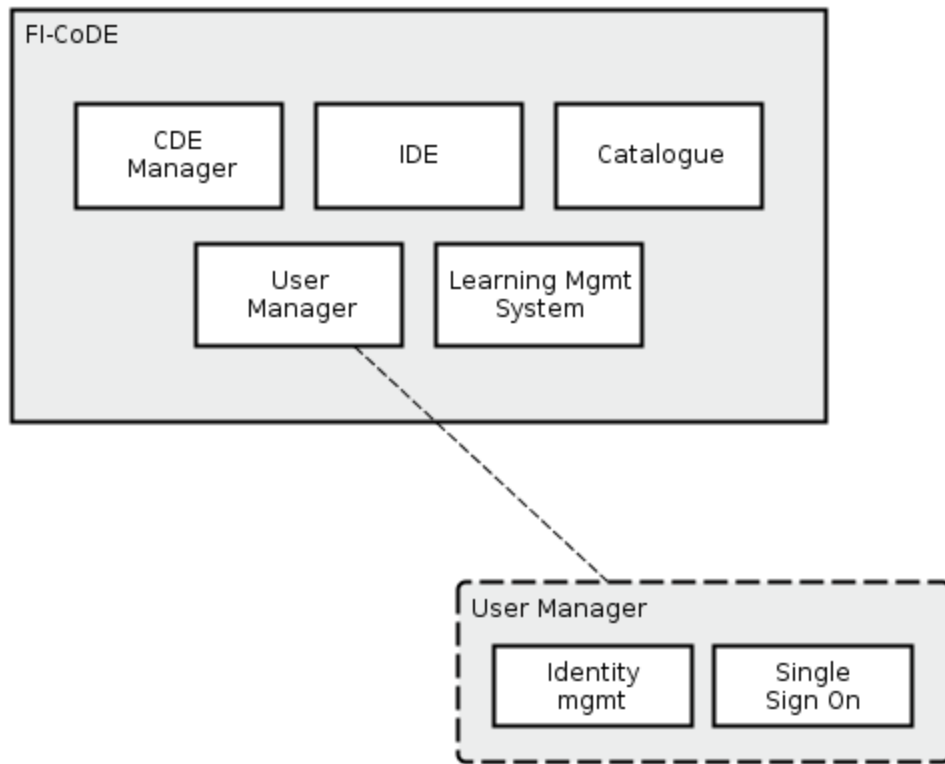 FI-CoDE
CDE
Manager
IDE
Catalogue
User
Manager
Learning Mgmt
System
User Manager
Identity
mgmt
Single
Sign On